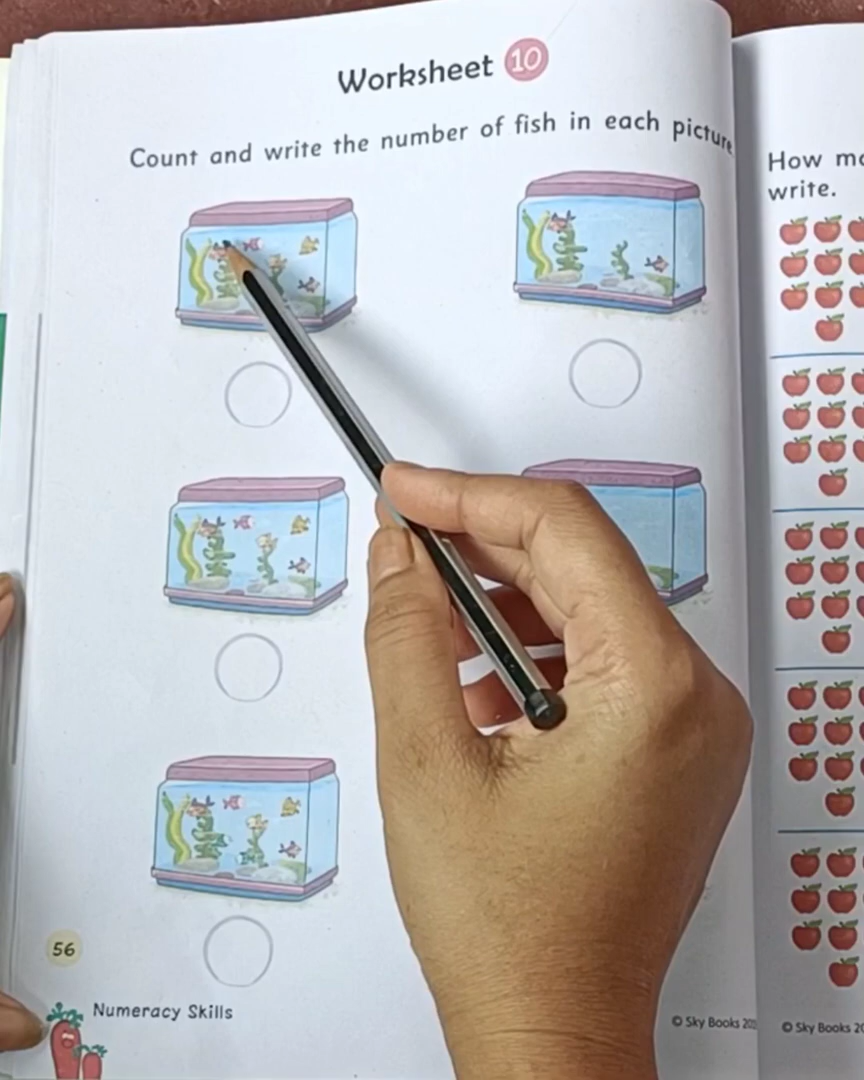 Worksheet 10
Count and write the number of fish in each picture
How
write.
56
Numeracy Skills
© Sky Books
© Sky Books